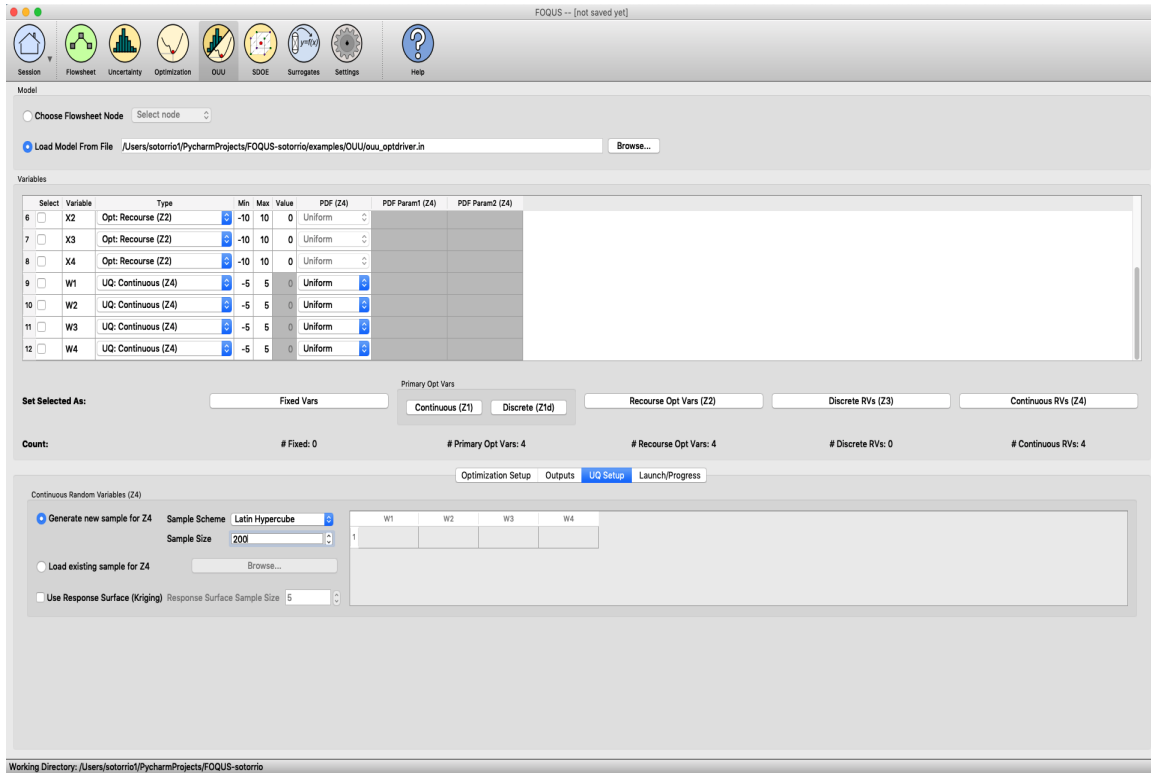 FOQUS -- [not saved yet]
y=f(x)
Session Flowsheet Uncertainty Optimization OUU SDOE Surrogates Settings Help
Model
Choose Flowsheet Node Select node
Load Model From File /Users/sotorrio1/PycharmProjects/FOQUS-sotorrio/examples/OUU/ouu_optdriver.in Browse...
Variables
Select Variable Type Min Max Value PDF (Z4) PDF Param1 (Z4) PDF Param2 (Z4)
6 X2 Opt: Recourse (Z2) -10 10 0 Uniform
7 X3 Opt: Recourse (Z2) -10 10 0 Uniform
8 X4 Opt: Recourse (Z2) -10 10 0 Uniform
9 W1 UQ: Continuous (Z4) -5 5 0 Uniform
10 W2 UQ: Continuous (Z4) -5 5 0 Uniform
11 W3 UQ: Continuous (Z4) -5 5 0 Uniform
12 W4 UQ: Continuous (Z4) -5 5 0 Uniform
Primary Opt Vars
Set Selected As: Fixed Vars Continuous (Z1) Discrete (Z1d) Recourse Opt Vars (Z2) Discrete RVs (Z3) Continuous RVs (Z4)
Count: # Fixed: 0 # Primary Opt Vars: 4 # Recourse Opt Vars: 4 # Discrete RVs: 0 # Continuous RVs: 4
Optimization Setup Outputs UQ Setup Launch/Progress
Continuous Random Variables (Z4)
Generate new sample for Z4 Sample Scheme Latin Hypercube W1 W2 W3 W4
Sample Size 200 1
Load existing sample for Z4 Browse...
Use Response Surface (Kriging) Response Surface Sample Size 5
Working Directory: /Users/sotorrio1/PycharmProjects/FOQUS-sotorrio